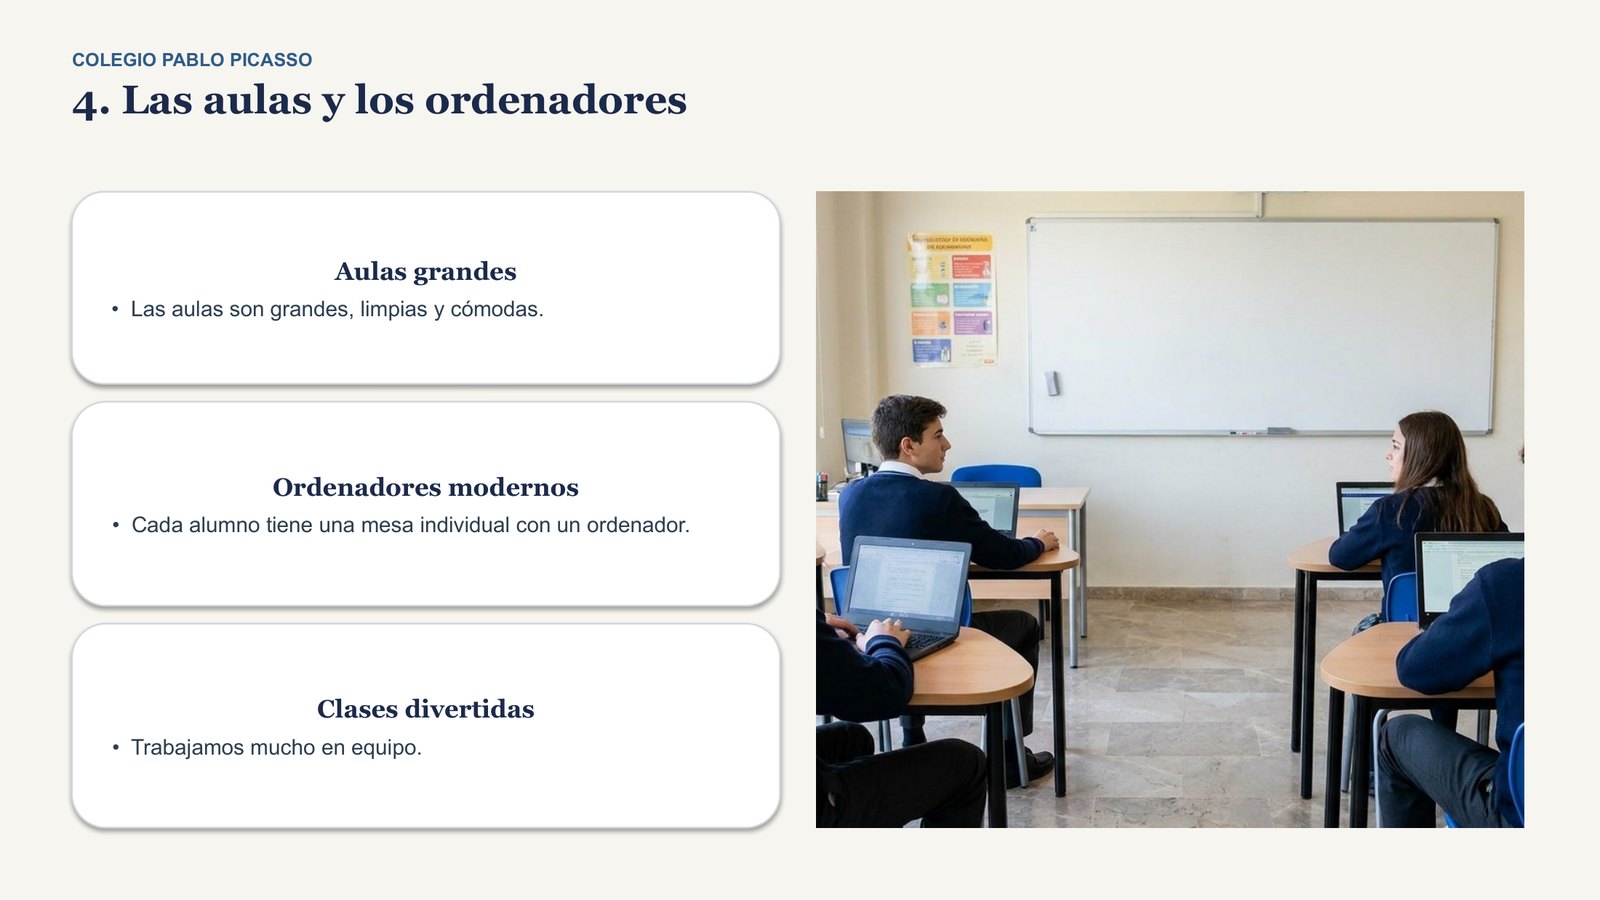 COLEGIO PABLO PICASSO
4. Las aulas y los ordenadores
Aulas grandes
• Las aulas son grandes, limpias y cómodas.
Ordenadores modernos
• Cada alumno tiene una mesa individual con un ordenador.
Clases divertidas
• Trabajamos mucho en equipo.